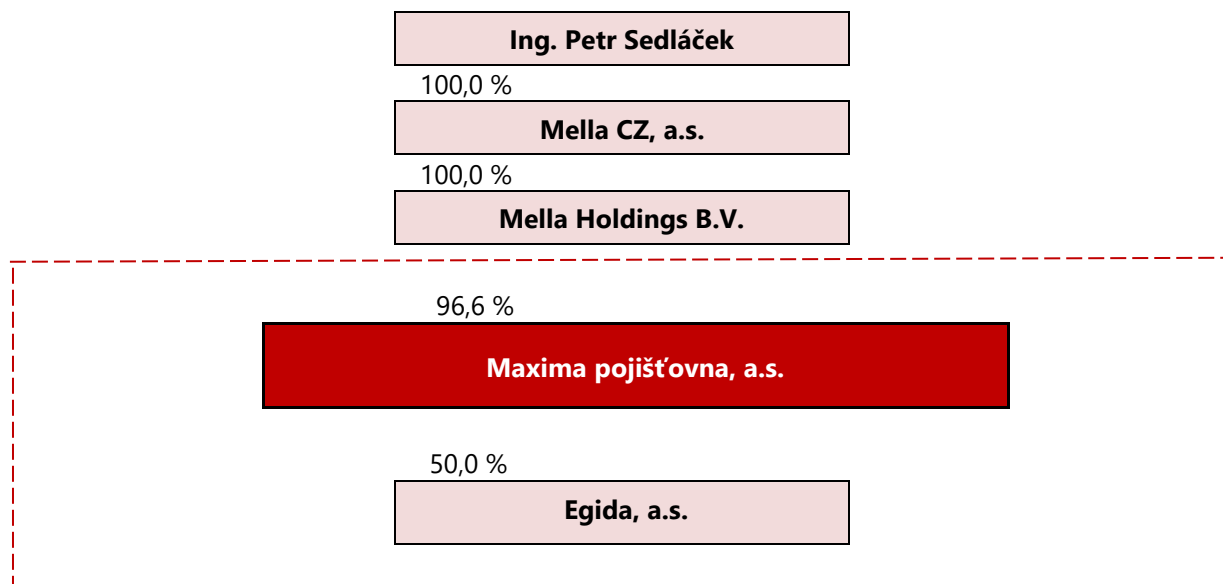 Ing. Petr Sedláček
100,0 %
Mella CZ, a.s.
100,0 %
Mella Holdings B.V.
96,6 %
Maxima pojišťovna, a.s.
50,0 %
Egida, a.s.